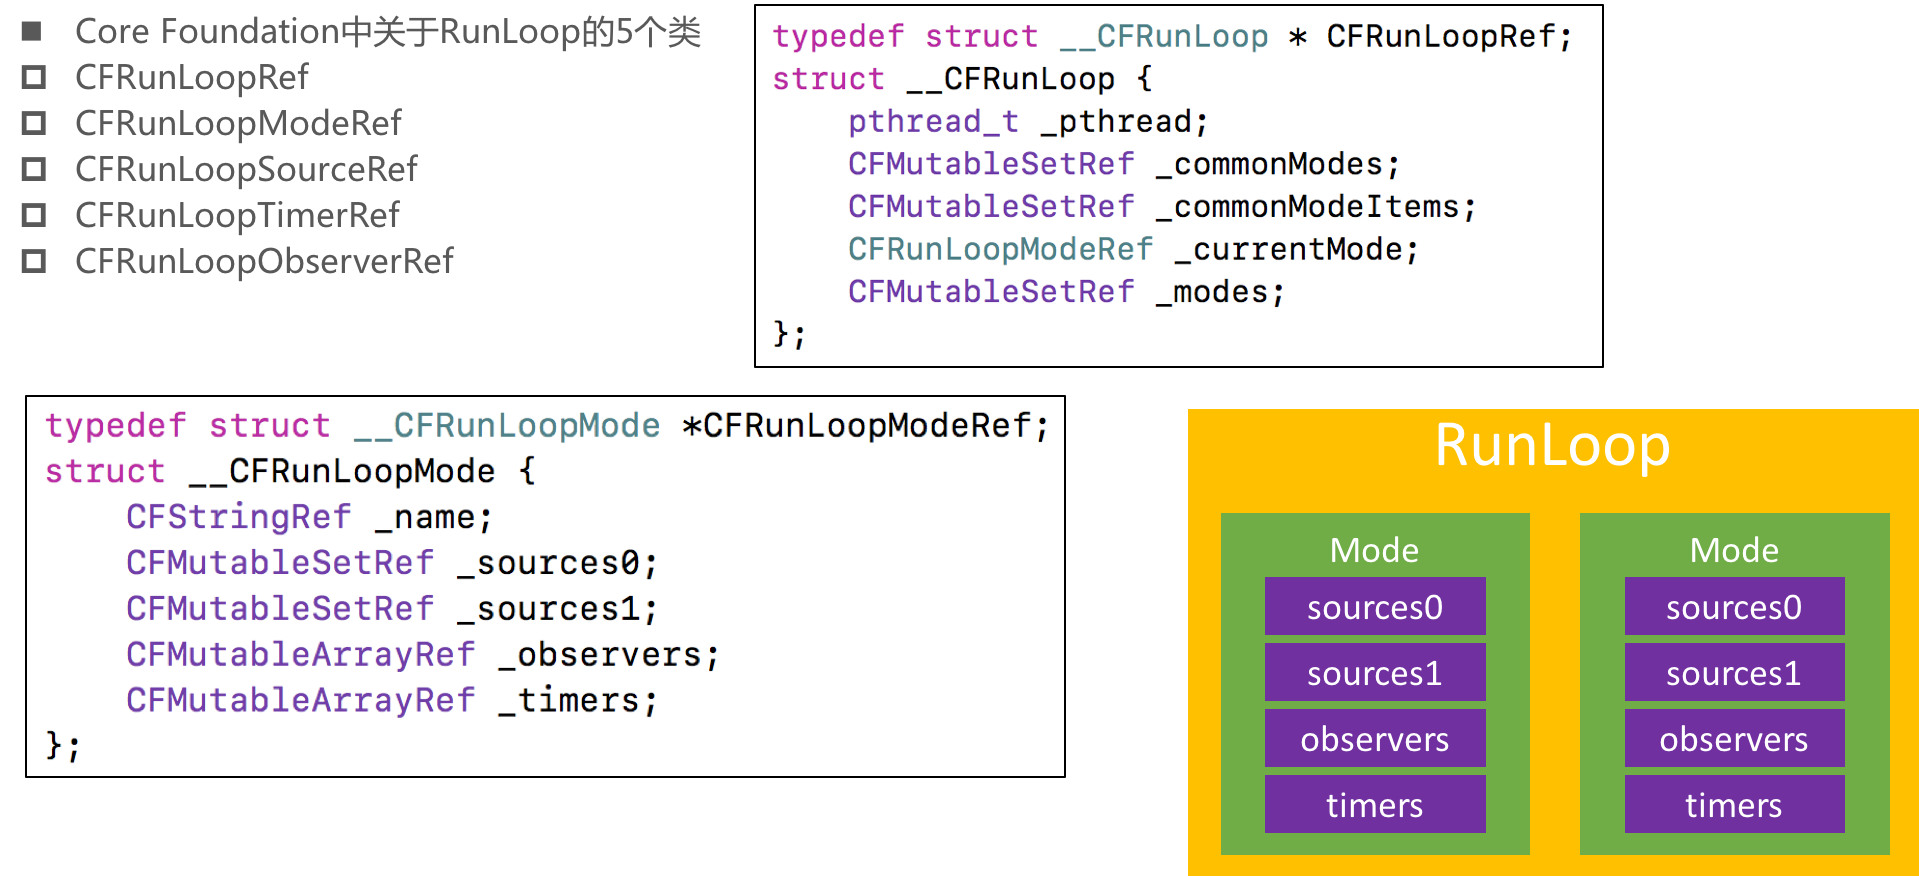 Core Foundation中关于RunLoop的5个类
CFRunLoopRef
CFRunLoopModeRef
CFRunLoopSourceRef
CFRunLoopTimerRef
CFRunLoopObserverRef
typedef struct __CFRunLoop * CFRunLoopRef;
struct __CFRunLoop {
    pthread_t _pthread;
    CFMutableSetRef _commonModes;
    CFMutableSetRef _commonModeItems;
    CFRunLoopModeRef _currentMode;
    CFMutableSetRef _modes;
};
typedef struct __CFRunLoopMode *CFRunLoopModeRef;
struct __CFRunLoopMode {
    CFStringRef _name;
    CFMutableSetRef _sources0;
    CFMutableSetRef _sources1;
    CFMutableArrayRef _observers;
    CFMutableArrayRef _timers;
};
RunLoop
Mode
sources0
sources1
observers
timers
Mode
sources0
sources1
observers
timers